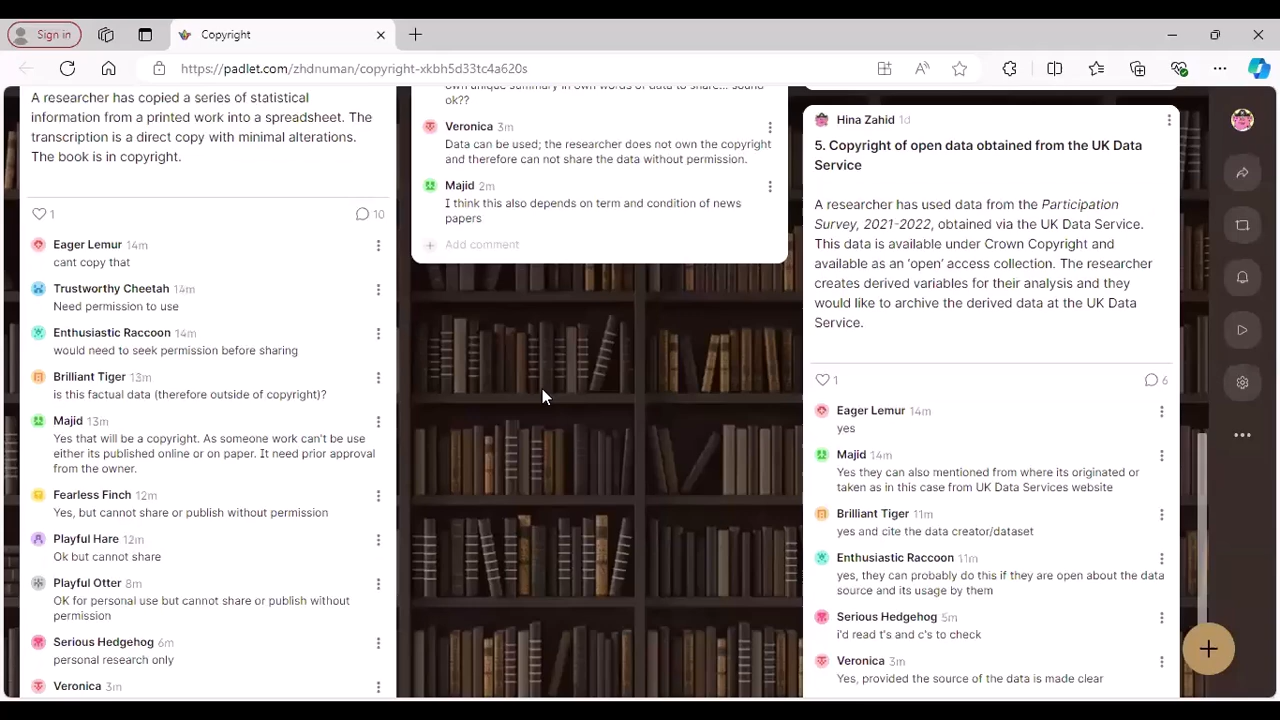 Sign in
Copyright
https://padlet.com/zhdnuman/copyright-xkbh5d33tc4a620s
A researcher has copied a series of statistical
information from a printed work into a spreadsheet. The
transcription is a direct copy with minimal alterations.
The book is in copyright.
1
10
Eager Lemur 14m
cant copy that
Trustworthy Cheetah 14m
Need permission to use
Enthusiastic Raccoon 14m
would need to seek permission before sharing
Brilliant Tiger 13m
is this factual data (therefore outside of copyright)?
Majid 13m
Yes that will be a copyright. As someone work can't be use
either its published online or on paper. It need prior approval
from the owner.
Fearless Finch 12m
Yes, but cannot share or publish without permission
Playful Hare 12m
Ok but cannot share
Playful Otter 8m
OK for personal use but cannot share or publish without
permission
Serious Hedgehog 6m
personal research only
Veronica 3m
own unique summary in own words of data to share... sound
ok??
Veronica 3m
Data can be used; the researcher does not own the copyright
and therefore can not share the data without permission.
Majid 2m
I think this also depends on term and condition of news
papers
Add comment
Hina Zahid 1d
5. Copyright of open data obtained from the UK Data
Service
A researcher has used data from the Participation
Survey, 2021-2022, obtained via the UK Data Service.
This data is available under Crown Copyright and
available as an ‘open’ access collection. The researcher
creates derived variables for their analysis and they
would like to archive the derived data at the UK Data
Service.
1
6
Eager Lemur 14m
yes
Majid 14m
Yes they can also mentioned from where its originated or
taken as in this case from UK Data Services website
Brilliant Tiger 11m
yes and cite the data creator/dataset
Enthusiastic Raccoon 11m
yes, they can probably do this if they are open about the data
source and its usage by them
Serious Hedgehog 5m
i'd read t's and c's to check
Veronica 3m
Yes, provided the source of the data is made clear